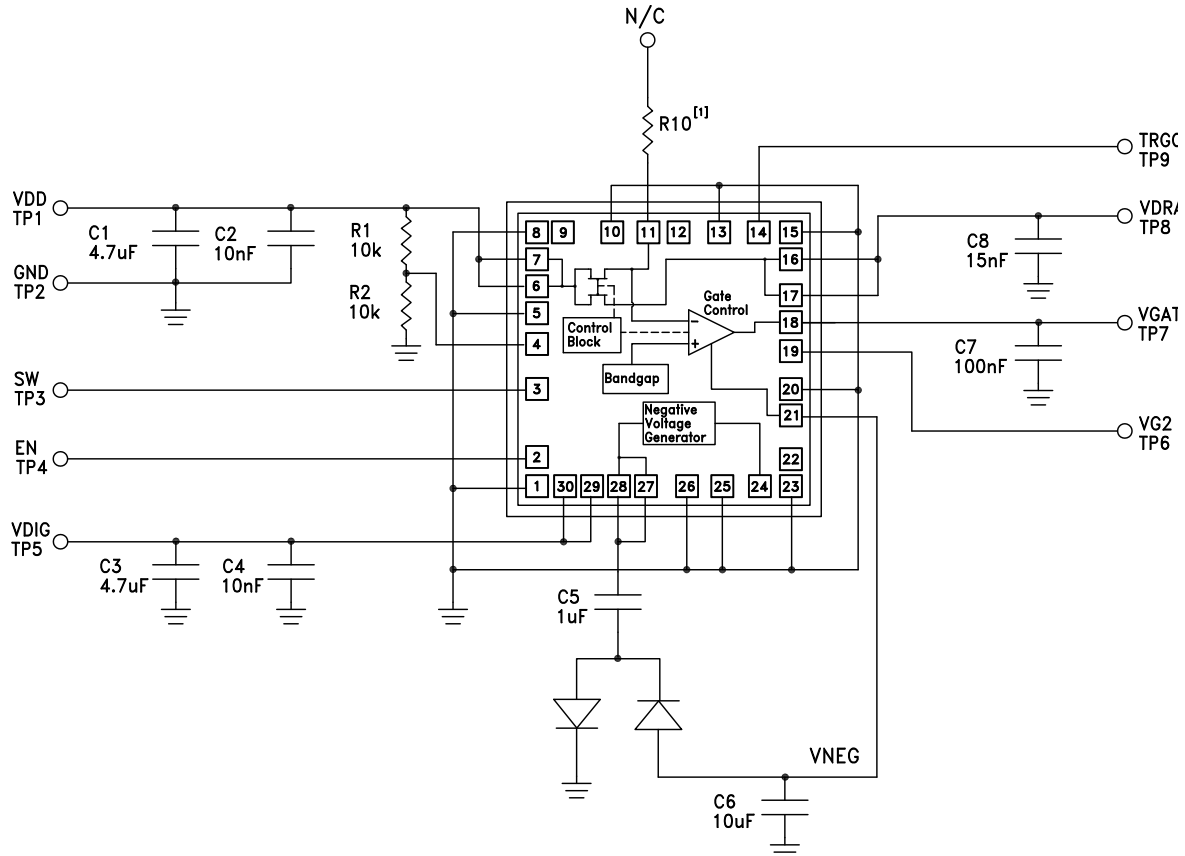 N/C
R10[1]
TRGO
TP9
VDD
TP1
C1
4.7uF
C2
10nF
R1
10k
GND
TP2
R2
10k
8
9
10
11
12
13
14
15
7
16
6
17
5
18
4
19
3
20
21
2
22
1
30
29
28
27
26
25
24
23
Gate
Control
Control
Block
Bandgap
Negative
Voltage
Generator
-
+
VDRA
TP8
C8
15nF
VGAT
TP7
C7
100nF
VG2
TP6
SW
TP3
EN
TP4
VDIG
TP5
C3
4.7uF
C4
10nF
C5
1uF
VNEG
C6
10uF